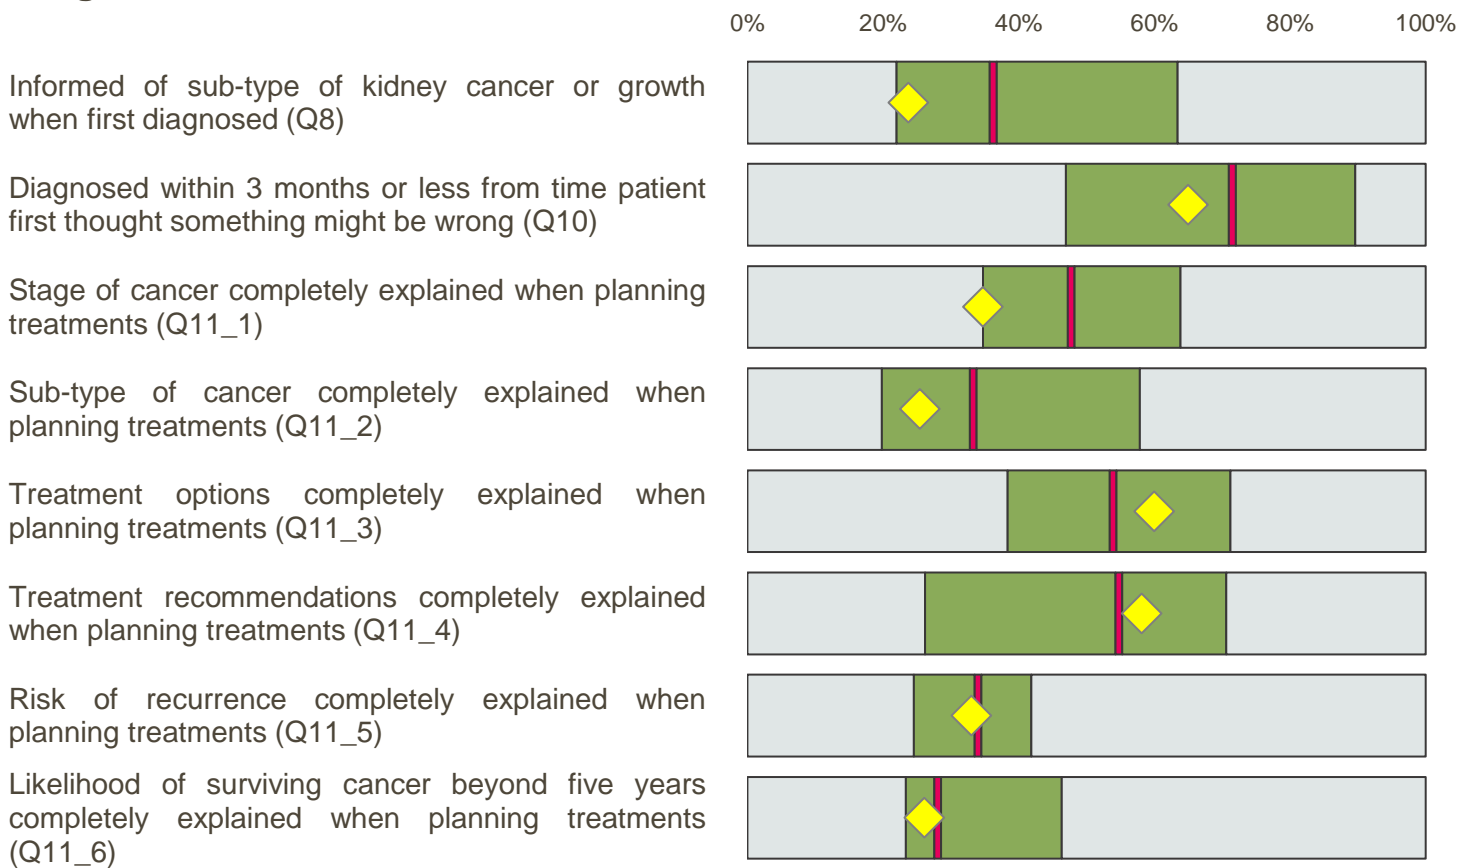 0% 20% 40% 60% 80% 100%
Informed of sub-type of kidney cancer or growth
when first diagnosed (Q8)
Diagnosed within 3 months or less from time patient
first thought something might be wrong (Q10)
Stage of cancer completely explained when planning
treatments (Q11_1)
Sub-type of cancer completely explained when
planning treatments (Q11_2)
Treatment options completely explained when
planning treatments (Q11_3)
Treatment recommendations completely explained
when planning treatments (Q11_4)
Risk of recurrence completely explained when
planning treatments (Q11_5)
Likelihood of surviving cancer beyond five years
completely explained when planning treatments
(Q11_6)